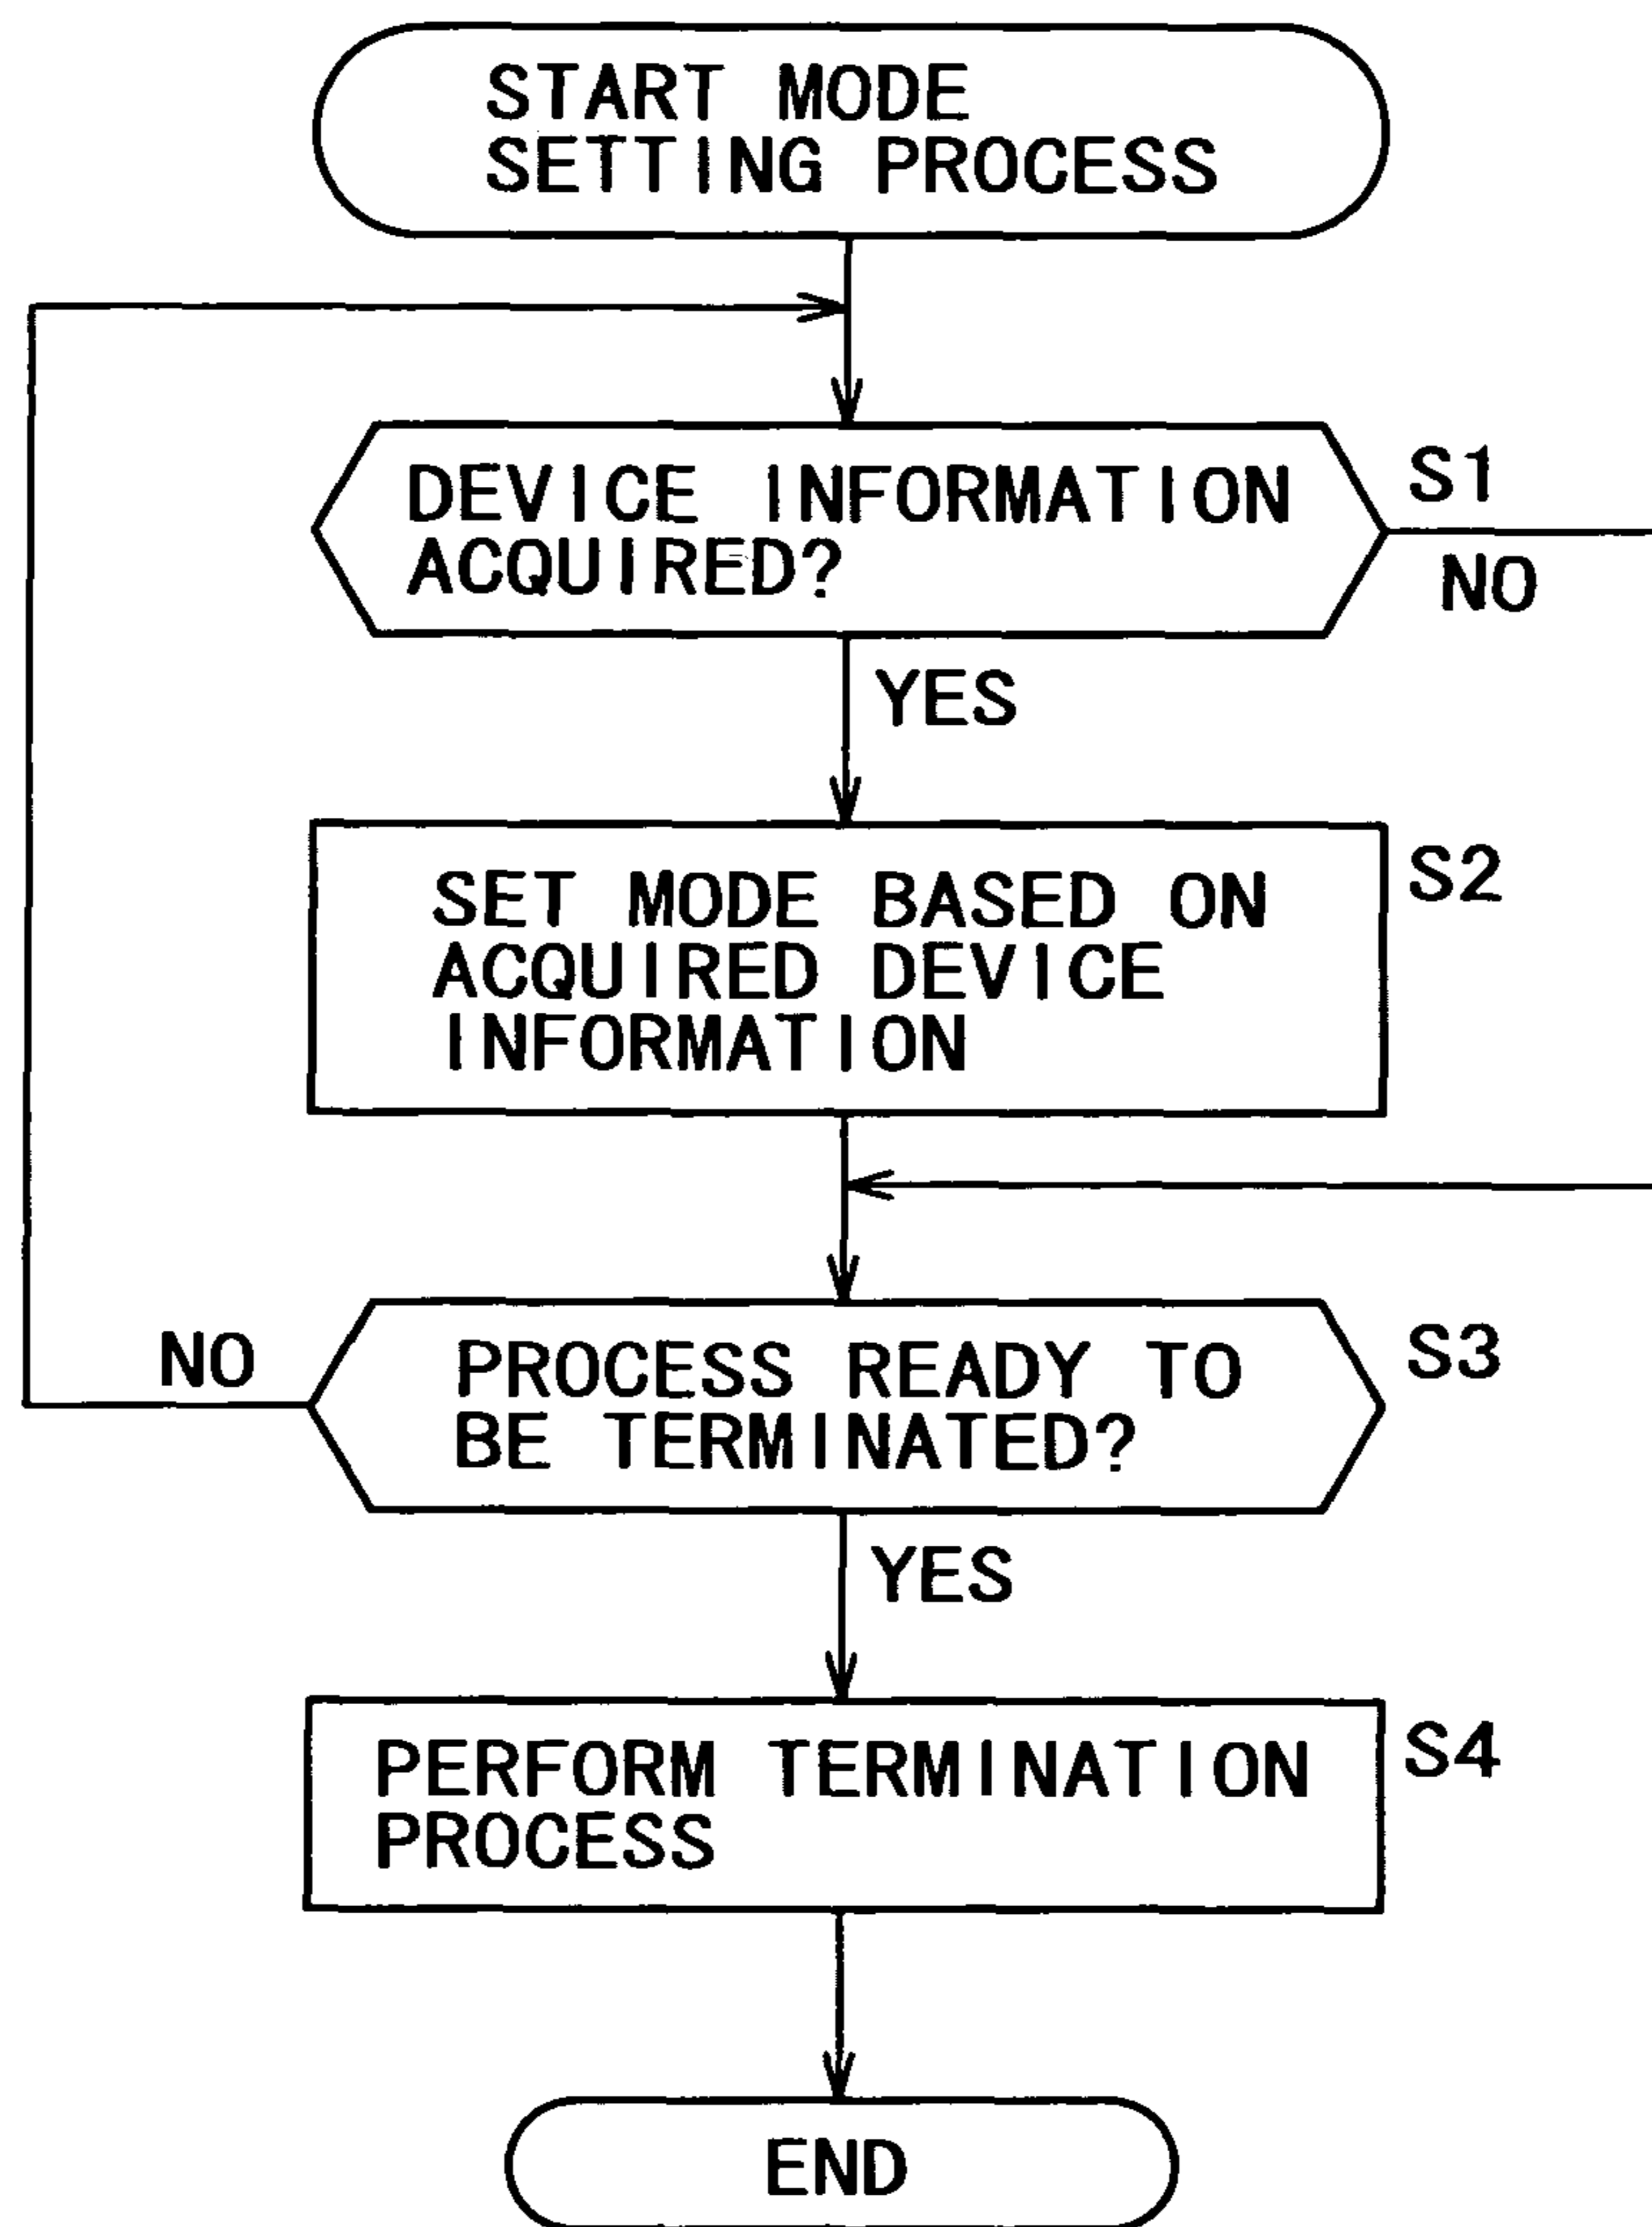 START MODE
SETTING PROCESS
DEVICE INFORMATION
ACQUIRED?
S1
NO
YES
SET MODE BASED ON
ACQUIRED DEVICE
INFORMATION
S2
NO
PROCESS READY TO
BE TERMINATED?
S3
YES
PERFORM TERMINATION
PROCESS
S4
END